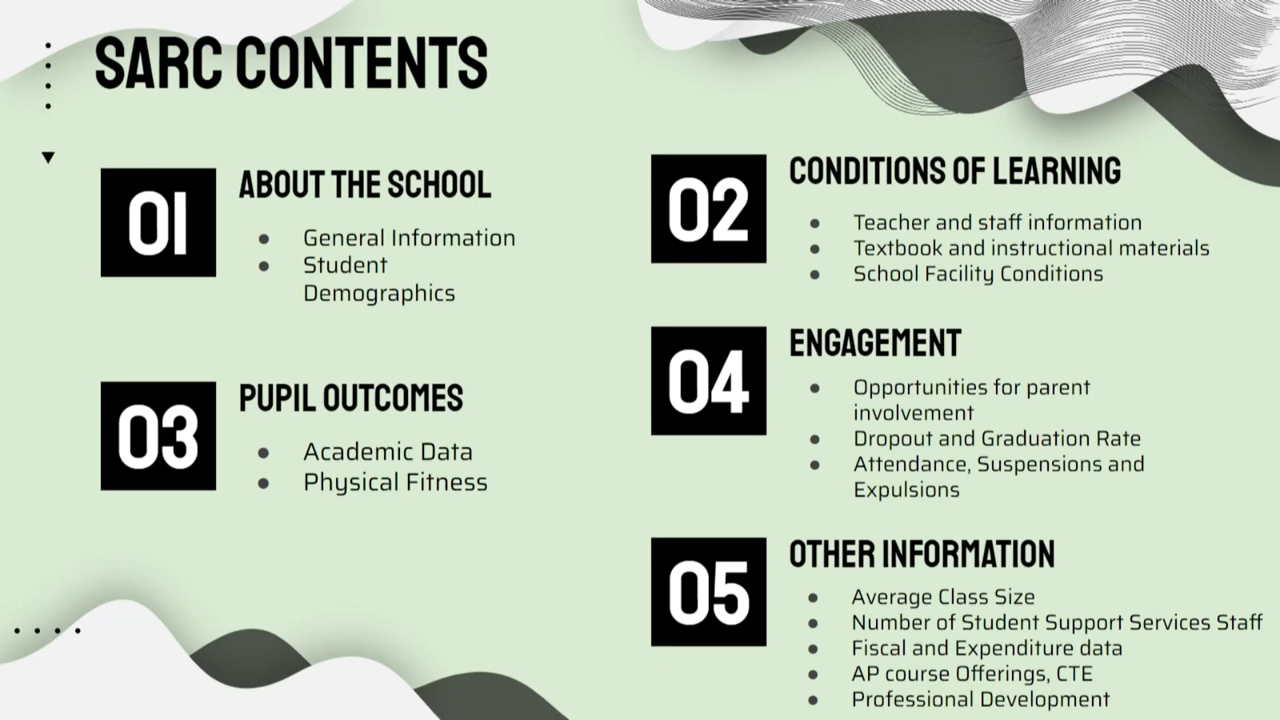 SARC CONTENTS
01
ABOUT THE SCHOOL
● General Information
● Student
Demographics
02
CONDITIONS OF LEARNING
● Teacher and staff information
● Textbook and instructional materials
● School Facility Conditions
03
PUPIL OUTCOMES
● Academic Data
● Physical Fitness
04
ENGAGEMENT
● Opportunities for parent
involvement
● Dropout and Graduation Rate
● Attendance, Suspensions and
Expulsions
05
OTHER INFORMATION
● Average Class Size
● Number of Student Support Services Staff
● Fiscal and Expenditure data
● AP course Offerings, CTE
● Professional Development